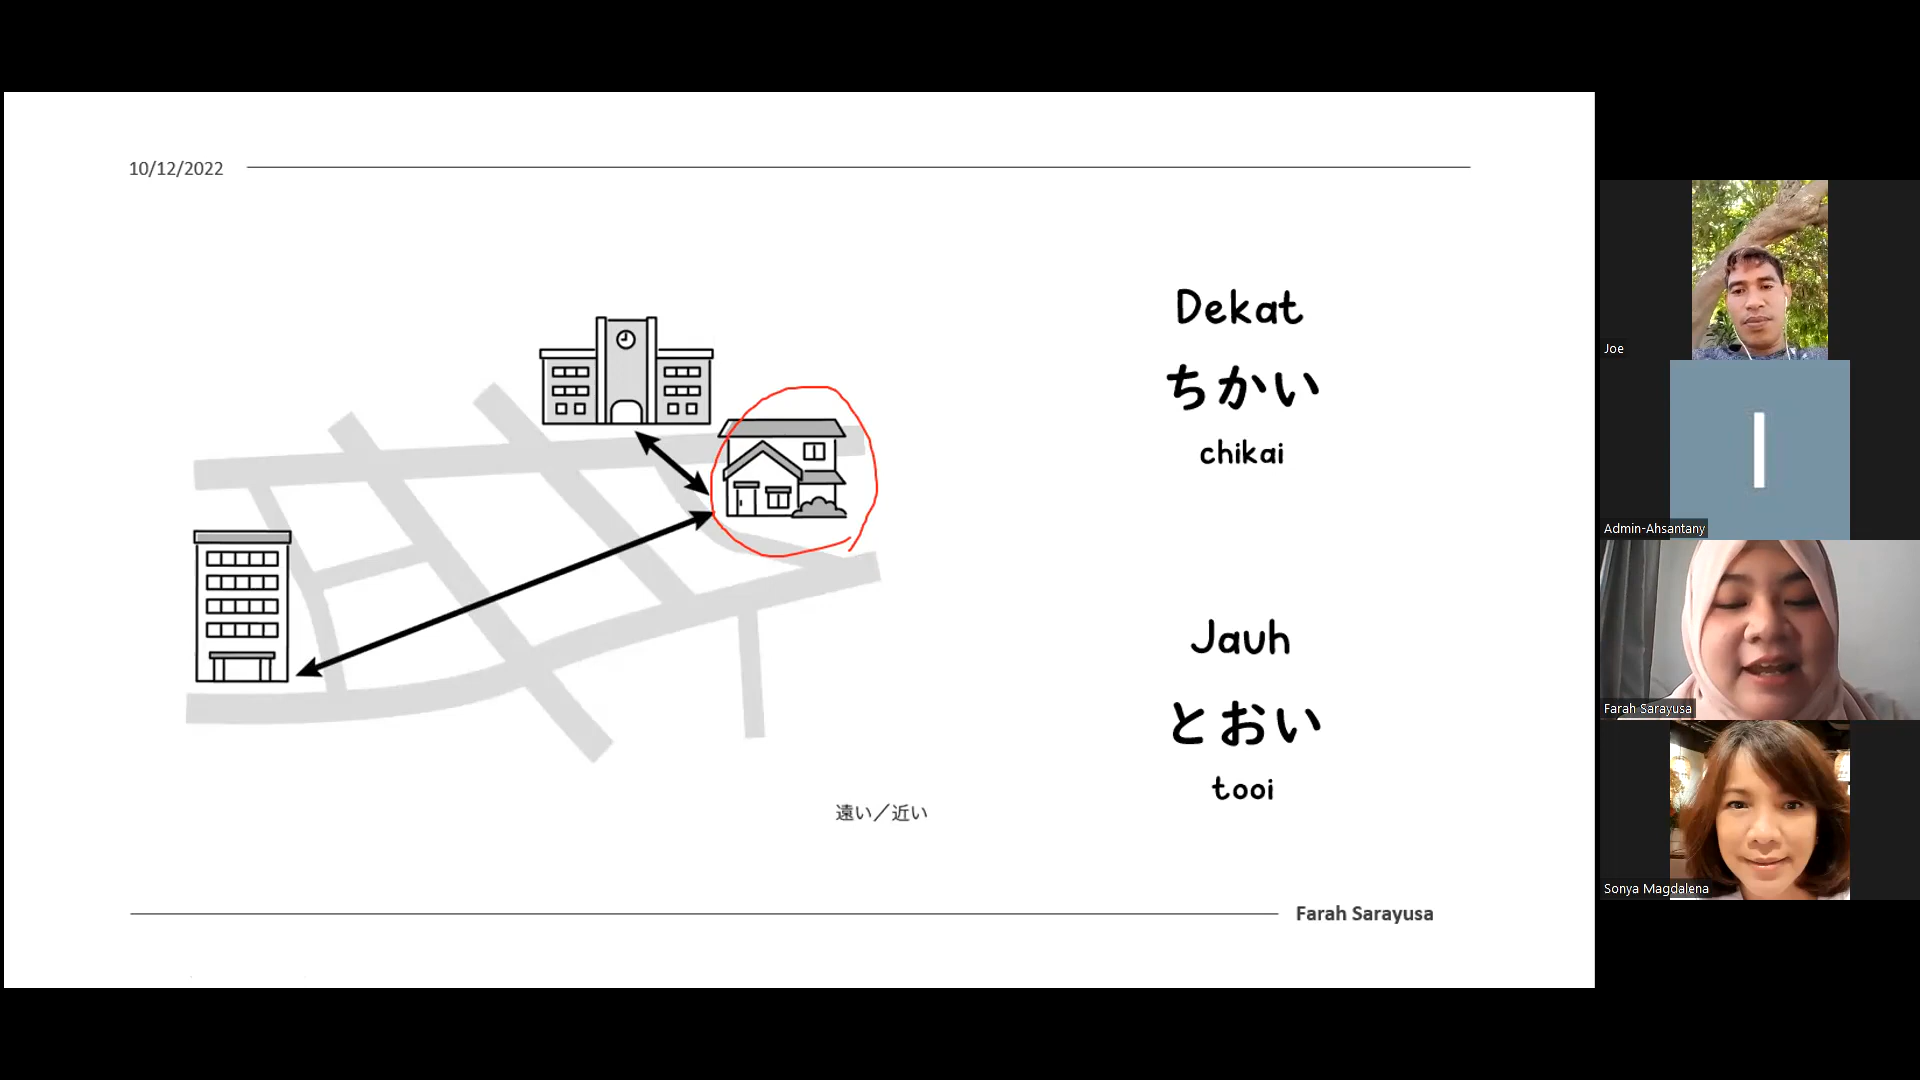 10/12/2022
Dekat
ちかい
chikai
Jauh
とおい
tooi
遠い／近い
Farah Sarayusa
Joe
I
Admin-Ahsantany
Farah Sarayusa
Sonya Magdalena